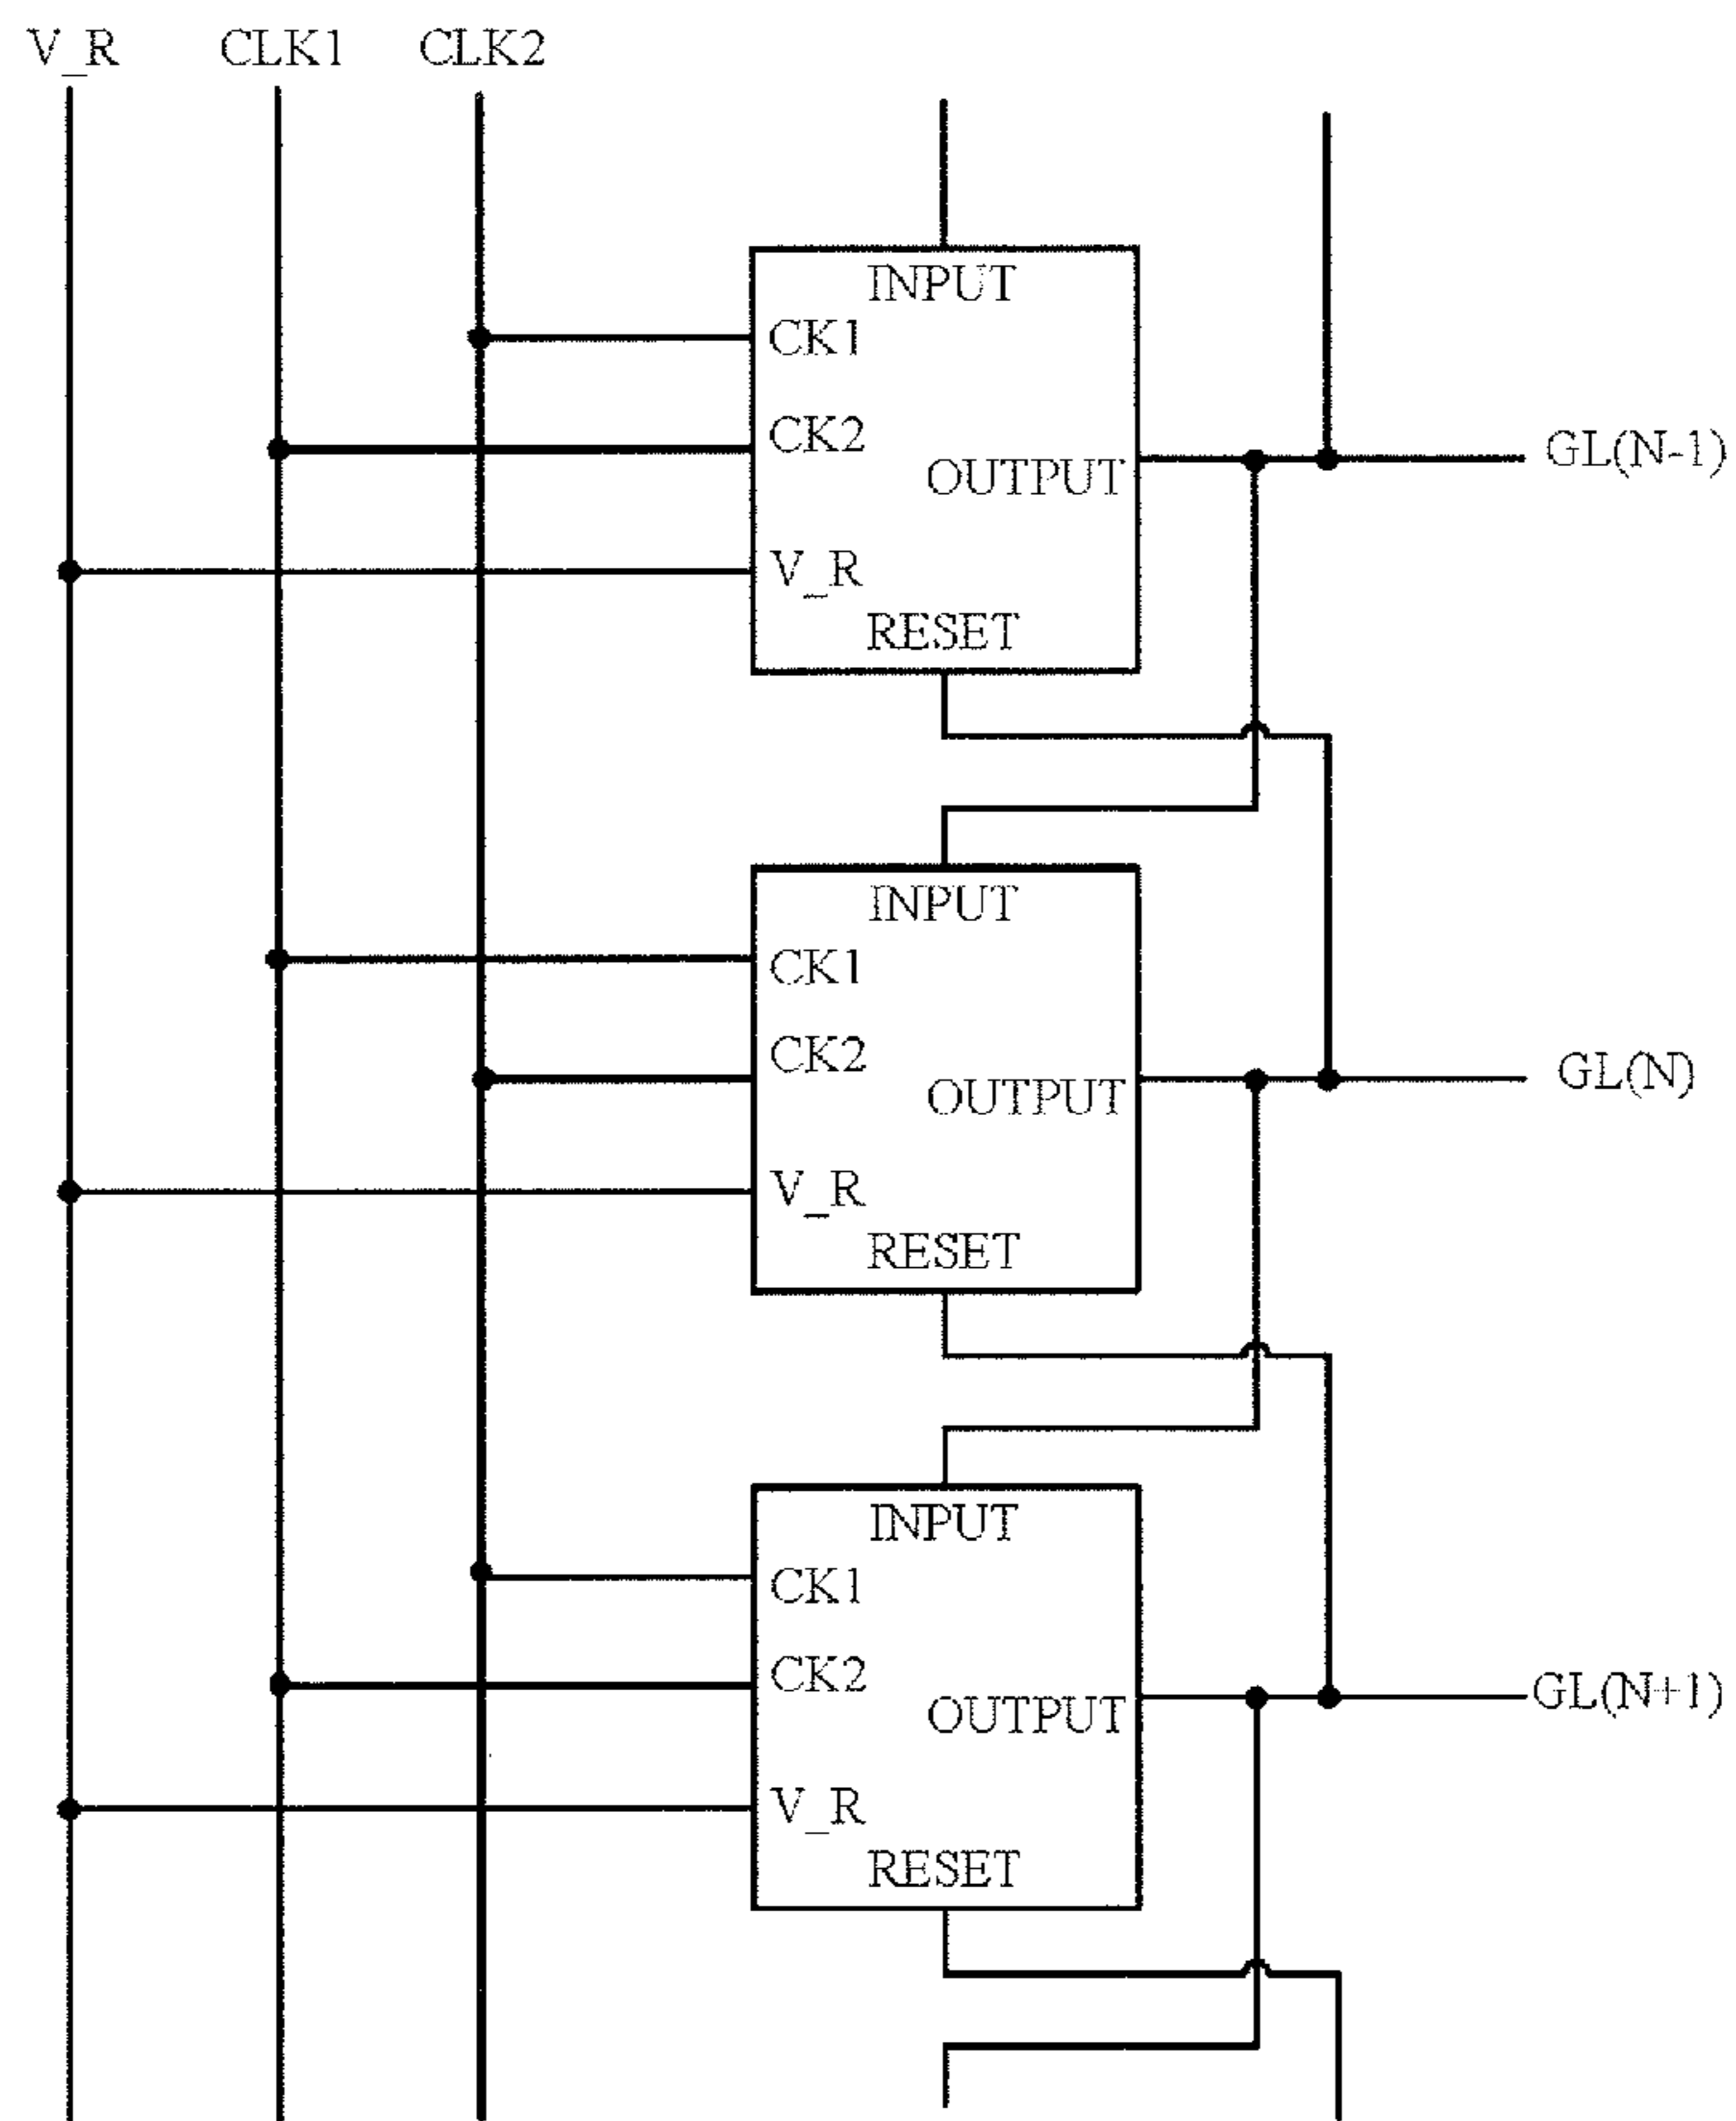 V_R CLK1 CLK2
INPUT
CK1
CK2
OUTPUT
GL(N-1)
V_R
RESET
INPUT
CK1
CK2
OUTPUT
GL(N)
V_R
RESET
INPUT
CK1
CK2
OUTPUT
GL(N+1)
V_R
RESET